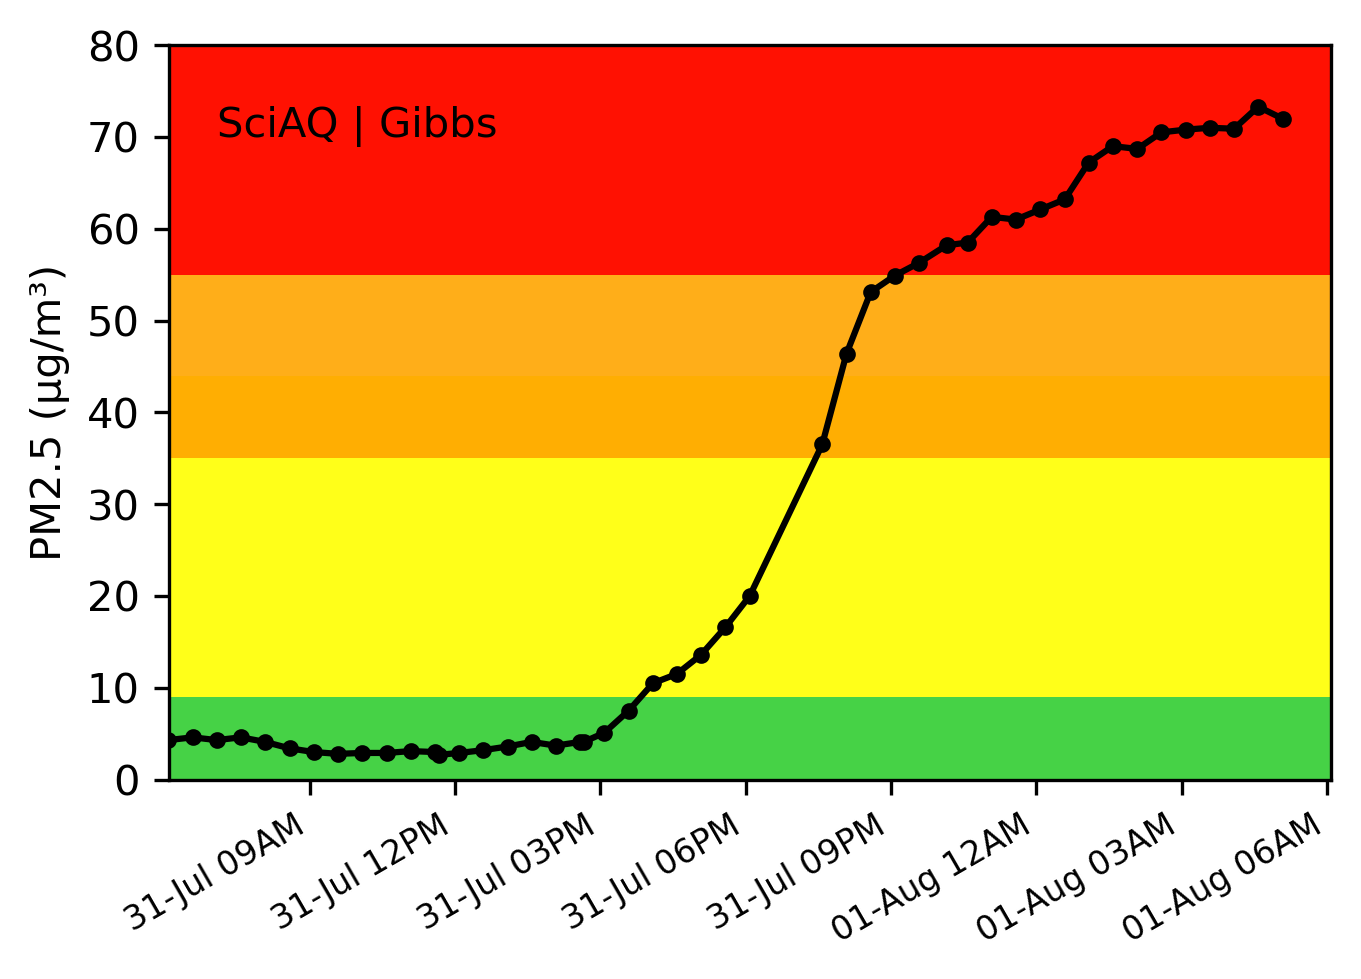 SciAQ | Gibbs
PM2.5 (µg/m³)
80
70
60
50
40
30
20
10
0
31-Jul 09AM
31-Jul 12PM
31-Jul 03PM
31-Jul 06PM
31-Jul 09PM
01-Aug 12AM
01-Aug 03AM
01-Aug 06AM